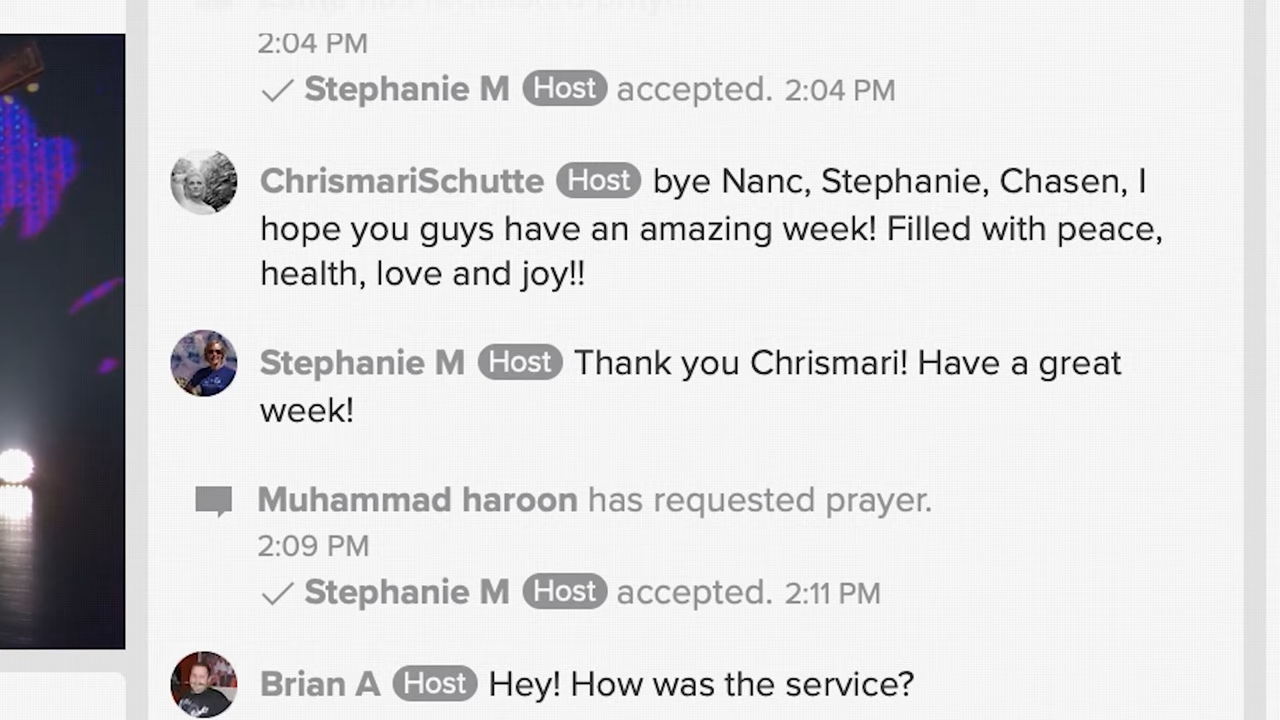 2:04 PM
Stephanie M Host accepted. 2:04 PM
ChrismariSchutte Host bye Nanc, Stephanie, Chasen, I
hope you guys have an amazing week! Filled with peace,
health, love and joy!!
Stephanie M Host Thank you Chrismari! Have a great
week!
Muhammad haroon has requested prayer.
2:09 PM
Stephanie M Host accepted. 2:11 PM
Brian A Host Hey! How was the service?